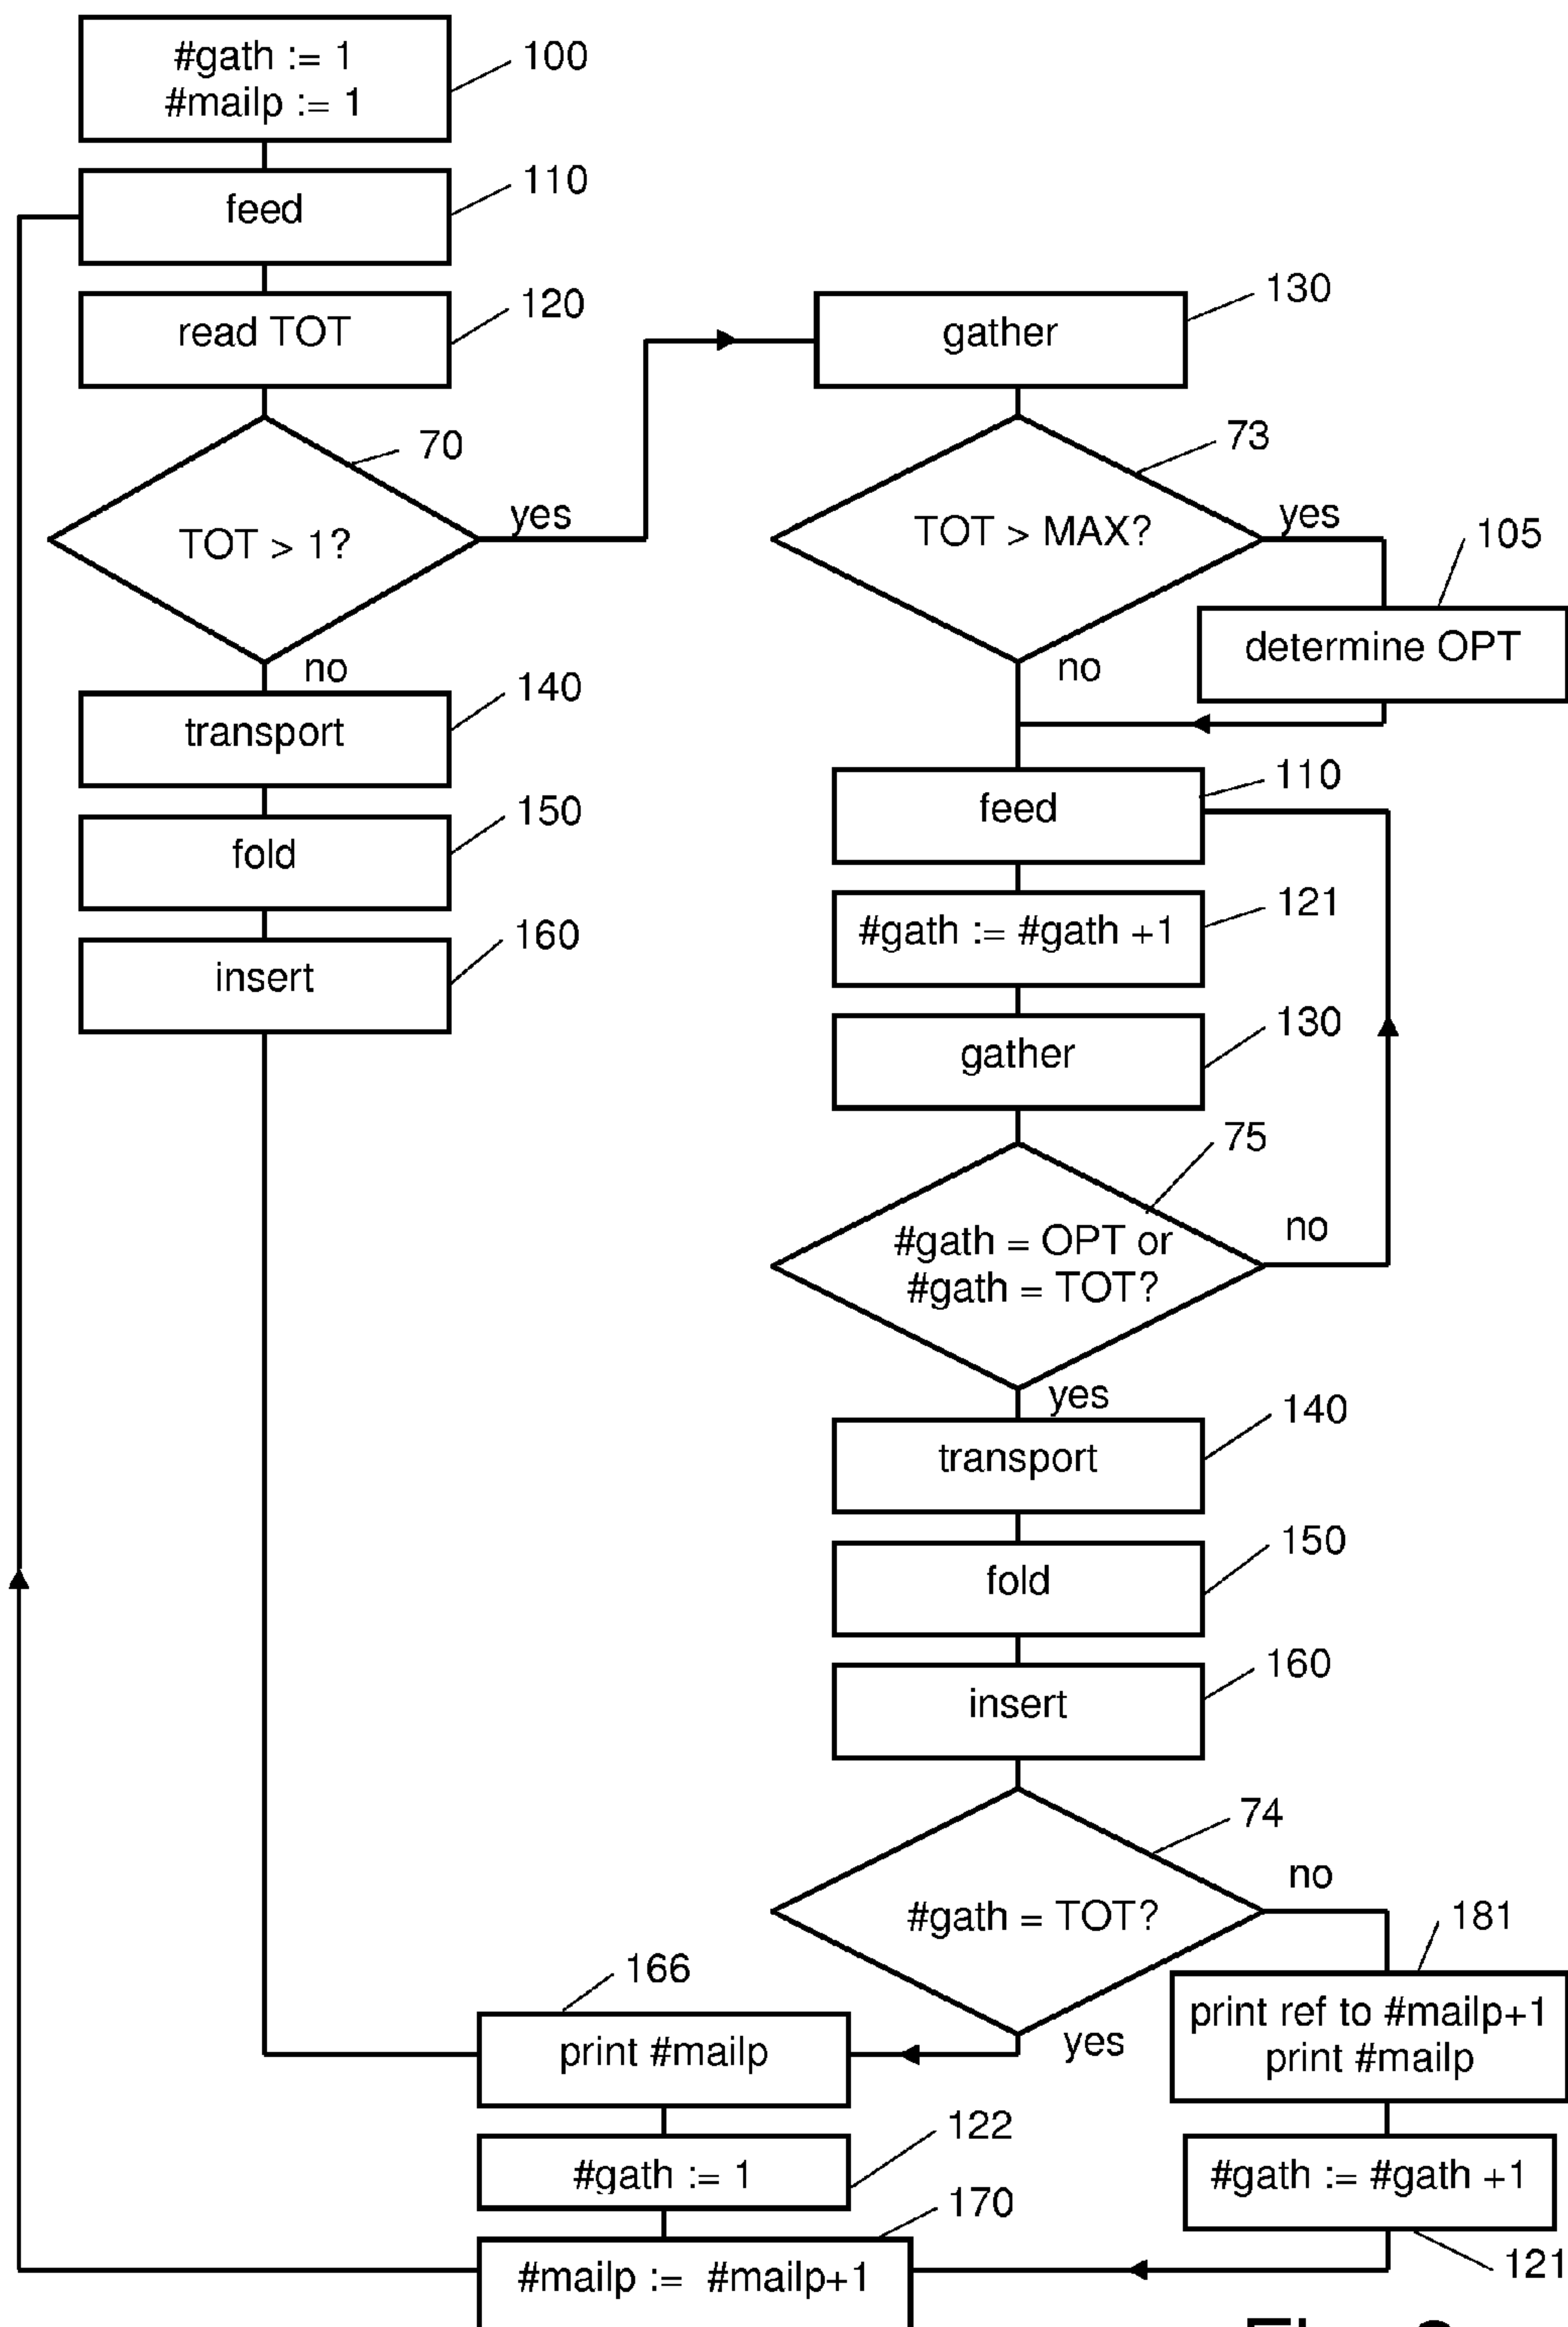 #gath := 1
#mailp := 1
100
feed
110
read TOT
120
TOT > 1?
70
yes
no
transport
140
fold
150
insert
160
gather
130
TOT > MAX?
73
yes
no
determine OPT
105
feed
110
#gath := #gath +1
121
gather
130
#gath = OPT or
#gath = TOT?
75
no
yes
transport
140
fold
150
insert
160
#gath = TOT?
74
no
yes
print ref to #mailp+1
print #mailp
181
#gath := #gath +1
121
print #mailp
166
#gath := 1
122
#mailp := #mailp+1
170